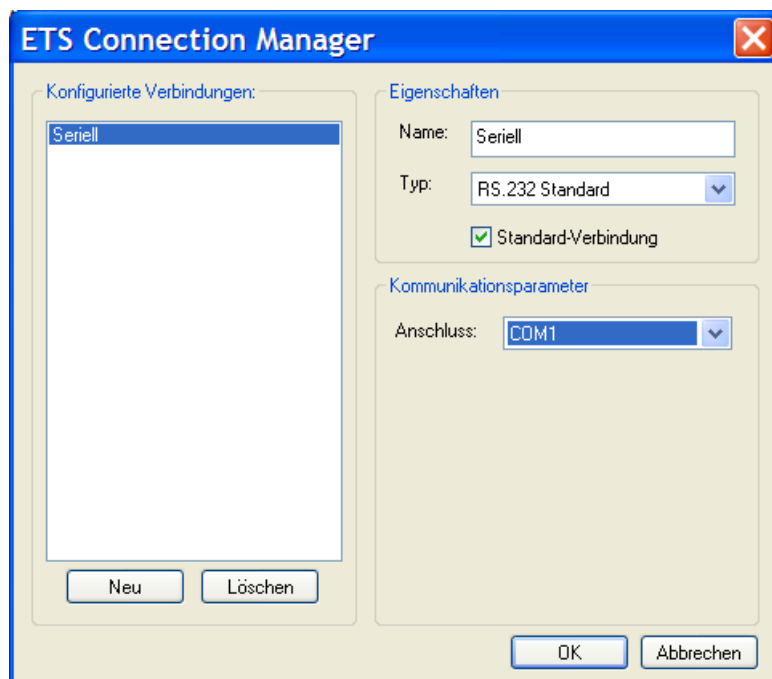 ETS Connection Manager
Konfigurierte Verbindungen:
Seriell
Neu
Löschen
Eigenschaften
Name:
Seriell
Typ:
RS.232 Standard
Standard-Verbindung
Kommunikationsparameter
Anschluss:
COM1
OK
Abbrechen